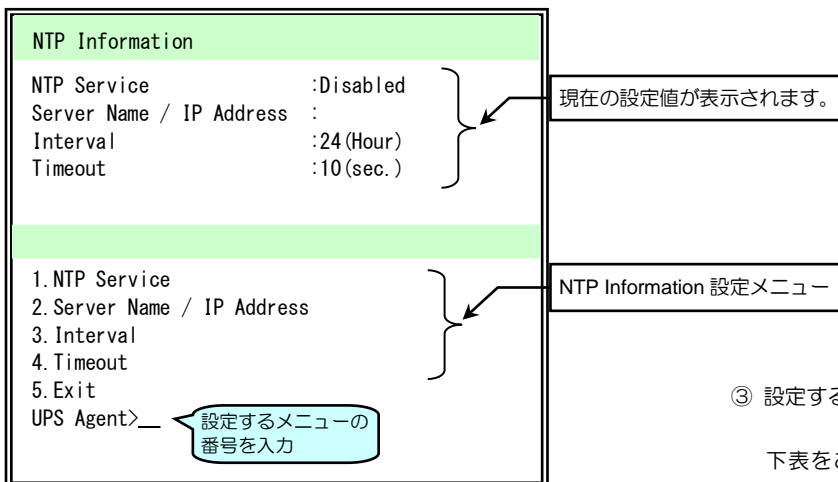 NTP Information
NTP Service :Disabled
Server Name / IP Address :
Interval :24(Hour)
Timeout :10(sec.)
現在の設定値が表示されます。
1.NTP Service
2.Server Name / IP Address
3.Interval
4.Timeout
5.Exit
UPS Agent>__
設定するメニューの
番号を入力
NTP Information 設定メニュー
③ 設定する
下表をご